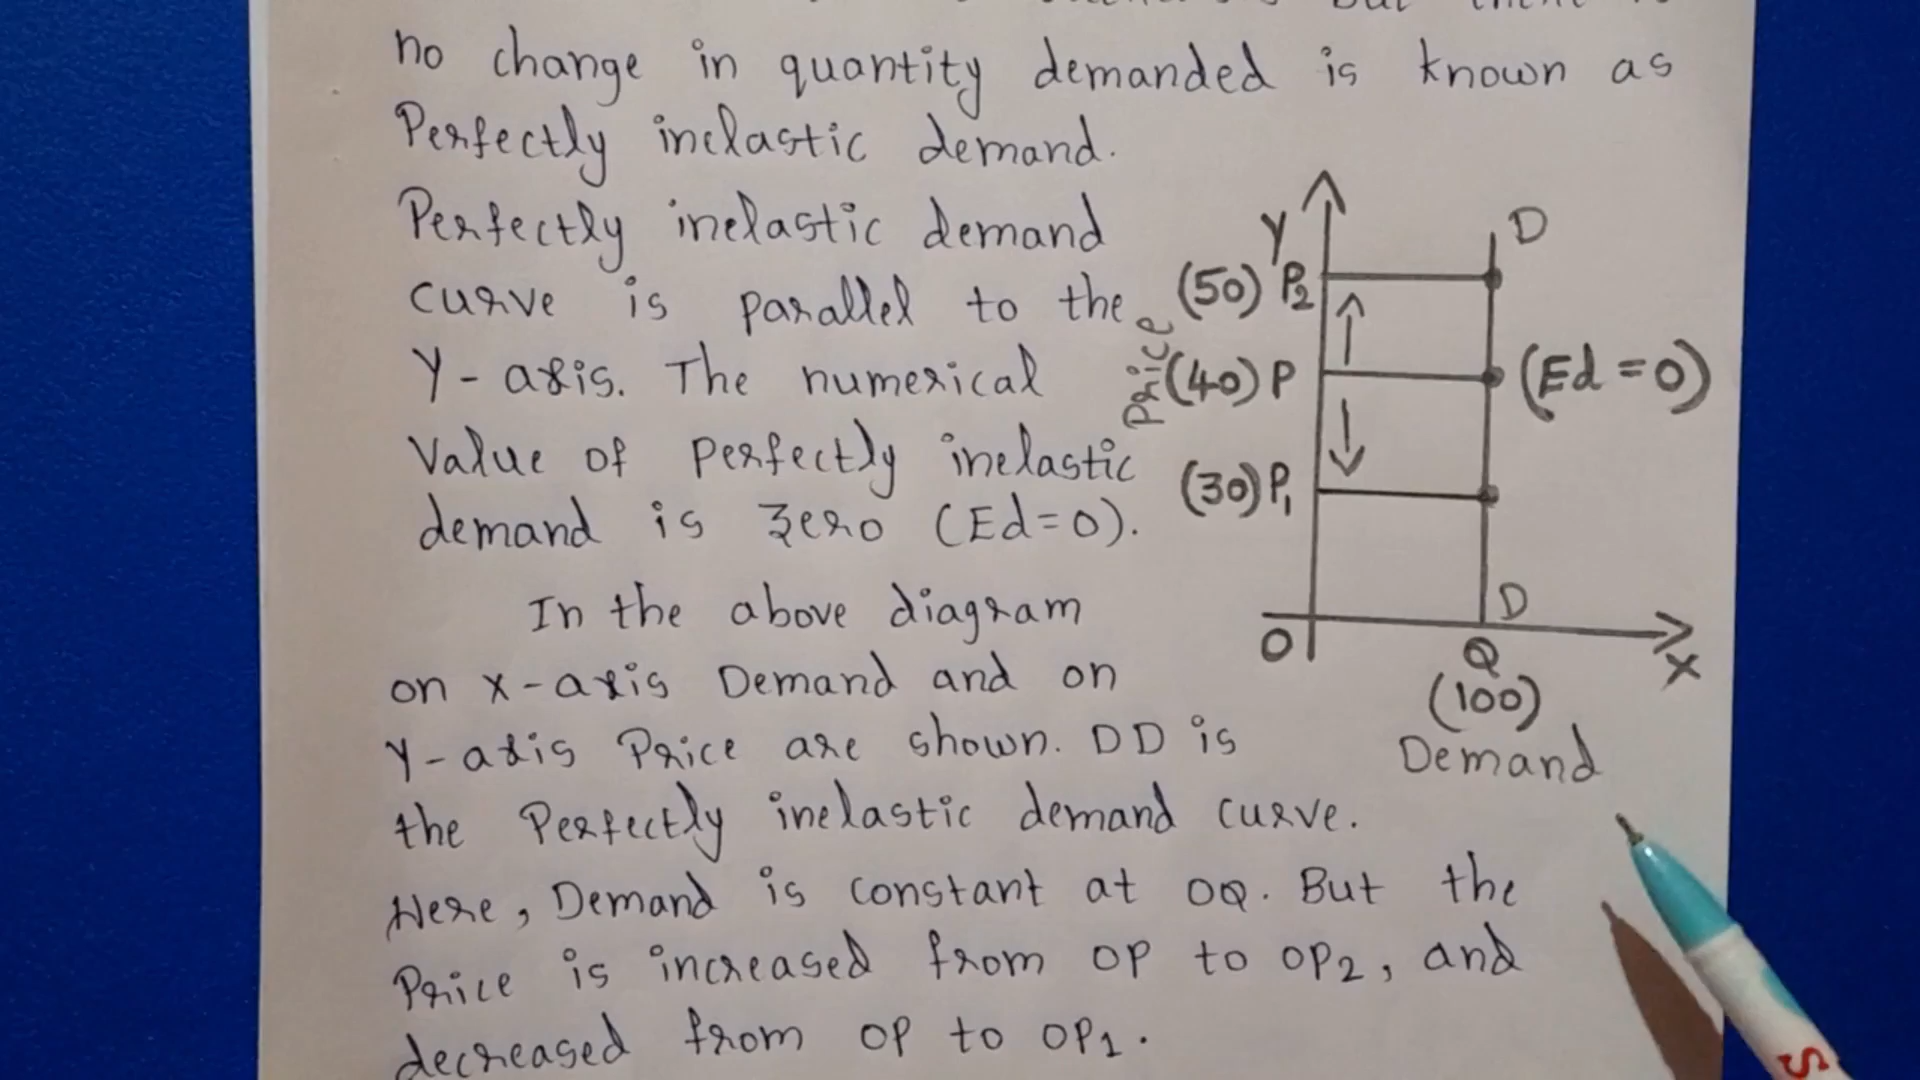 but there is
no change in quantity demanded is known as
Perfectly inelastic demand.
Perfectly inelastic demand
curve is parallel to the
Y-axis. The numerical
Value of perfectly inelastic
demand is zero (Ed=0).
In the above diagram
on x-axis Demand and on
Y-axis Price are shown. DD is
the Perfectly inelastic demand curve.
Here, Demand is constant at OQ. But the
Price is increased from OP to OP2, and
decreased from OP to OP1.
Y
D
(50) P2
Price
(40) P
(Ed=0)
(30) P1
D
O
Q
X
(100)
Demand
S